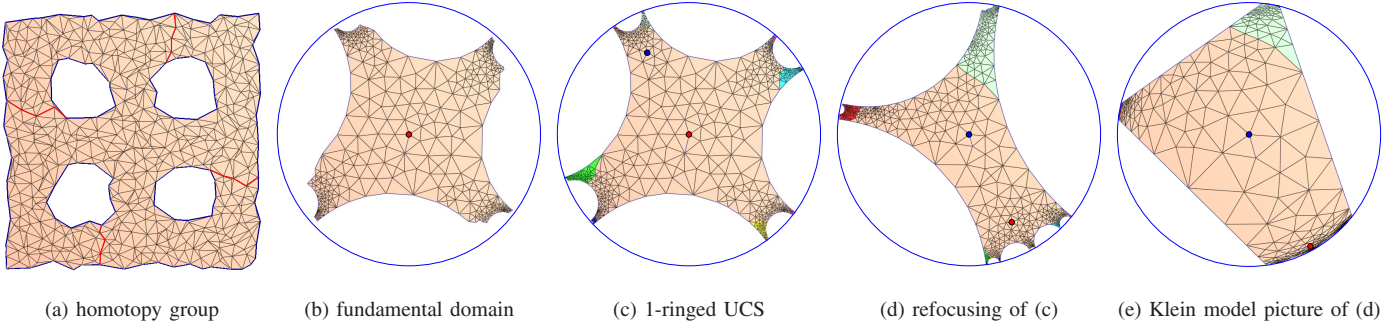 (a) homotopy group
(b) fundamental domain
(c) 1-ringed UCS
(d) refocusing of (c)
(e) Klein model picture of (d)